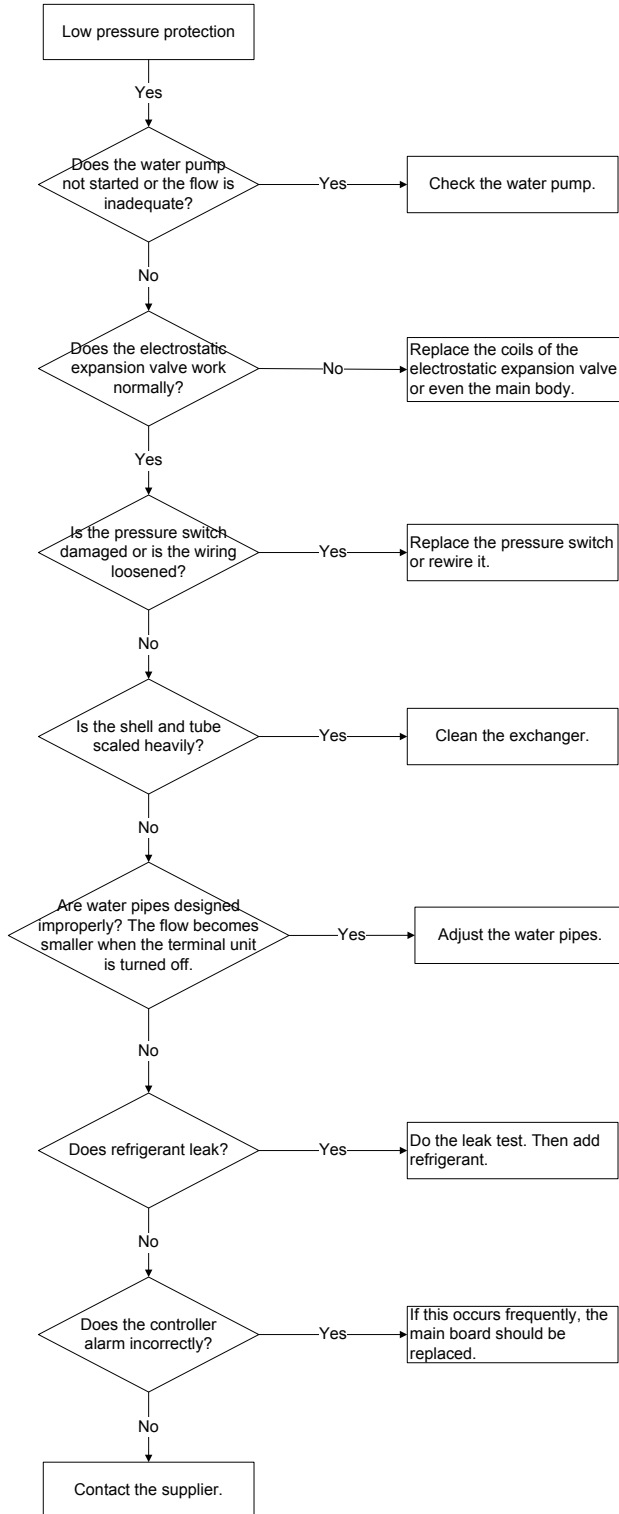 Low pressure protection
Yes
Does the water pump
not started or the flow is
inadequate?
Yes
Check the water pump.
No
Does the electrostatic
expansion valve work
normally?
No
Replace the coils of the
electrostatic expansion valve
or even the main body.
Yes
Is the pressure switch
damaged or is the wiring
loosened?
Yes
Replace the pressure switch
or rewire it.
No
Is the shell and tube
scaled heavily?
Yes
Clean the exchanger.
No
Are water pipes designed
improperly? The flow becomes
smaller when the terminal unit
is turned off.
Yes
Adjust the water pipes.
No
Does refrigerant leak?
Yes
Do the leak test. Then add
refrigerant.
No
Does the controller
alarm incorrectly?
Yes
If this occurs frequently, the
main board should be
replaced.
No
Contact the supplier.